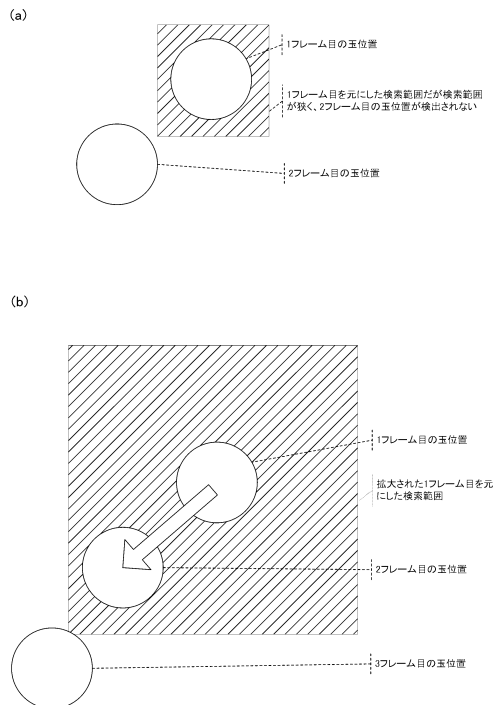 (a)
1フレーム目の玉位置
1フレーム目を元にした検索範囲だが検索範囲
が狭く、2フレーム目の玉位置が検出されない
2フレーム目の玉位置
(b)
1フレーム目の玉位置
拡大された1フレーム目を元
にした検索範囲
2フレーム目の玉位置
3フレーム目の玉位置